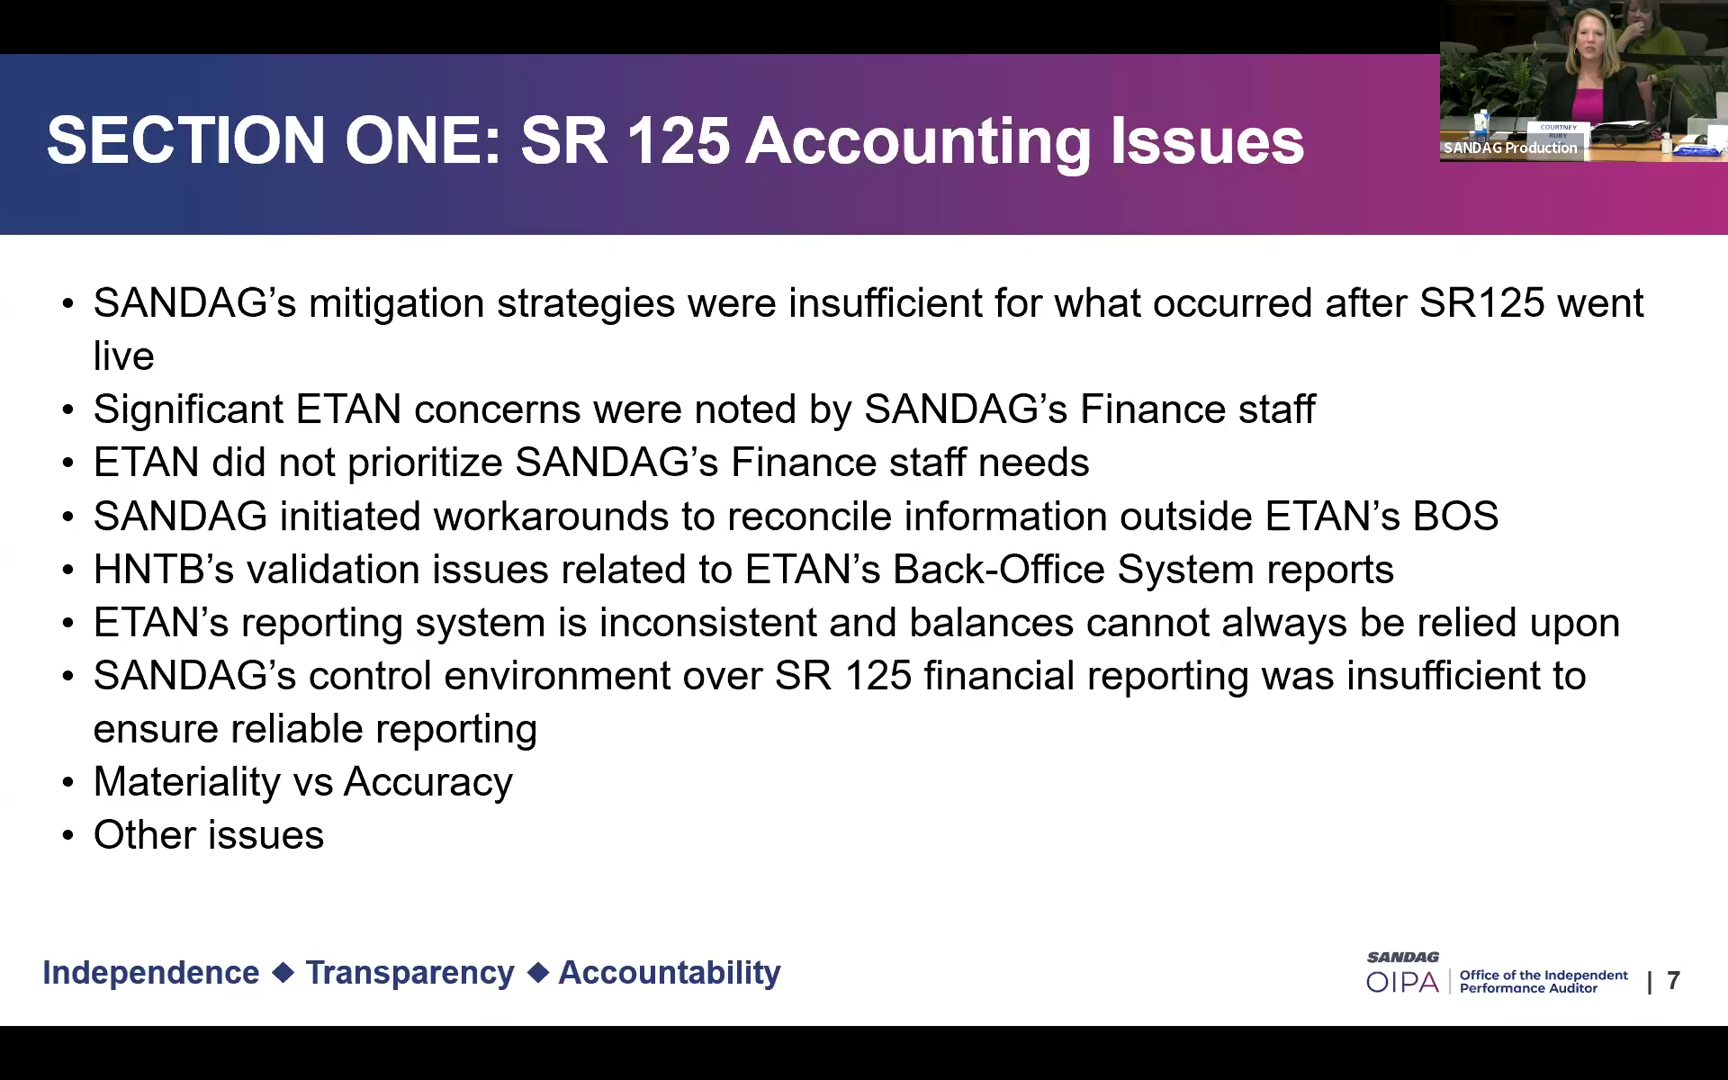 SECTION ONE: SR 125 Accounting Issues
COURTNEY
RUBY
SANDAG Production
• SANDAG’s mitigation strategies were insufficient for what occurred after SR125 went
live
• Significant ETAN concerns were noted by SANDAG’s Finance staff
• ETAN did not prioritize SANDAG’s Finance staff needs
• SANDAG initiated workarounds to reconcile information outside ETAN’s BOS
• HNTB’s validation issues related to ETAN’s Back-Office System reports
• ETAN’s reporting system is inconsistent and balances cannot always be relied upon
• SANDAG’s control environment over SR 125 financial reporting was insufficient to
ensure reliable reporting
• Materiality vs Accuracy
• Other issues
Independence ◆ Transparency ◆ Accountability
SANDAG
OIPA | Office of the Independent
Performance Auditor
| 7